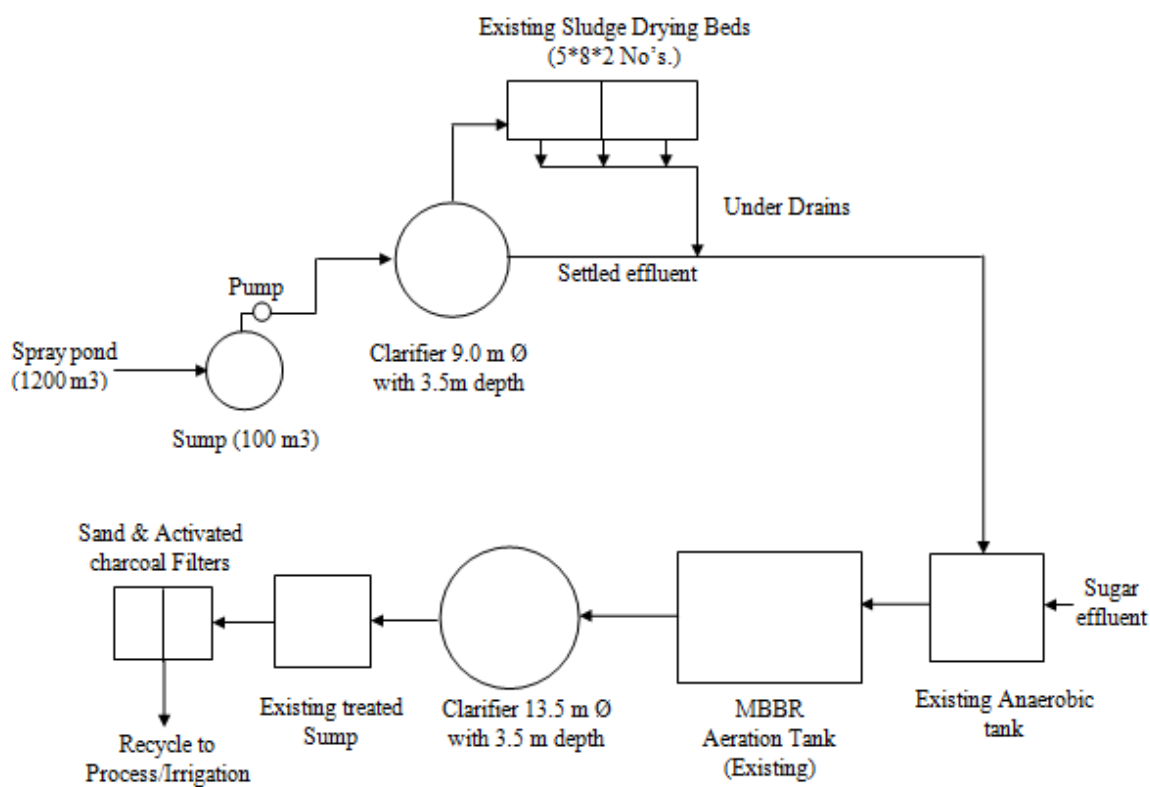 Existing Sludge Drying Beds
(5*8*2 No’s.)
Under Drains
Settled effluent
Pump
Spray pond
(1200 m3)
Clarifier 9.0 m Ø
with 3.5m depth
Sump (100 m3)
Sand & Activated
charcoal Filters
Sugar
effluent
Existing treated
Sump
Clarifier 13.5 m Ø
with 3.5 m depth
MBBR
Aeration Tank
(Existing)
Existing Anaerobic
tank
Recycle to
Process/Irrigation